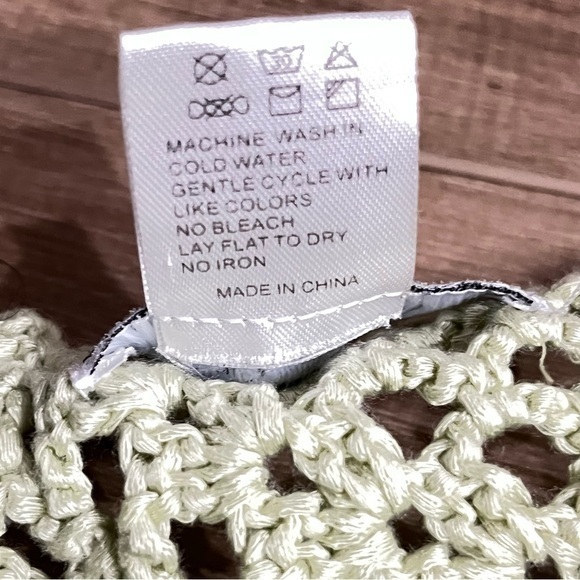 30
MACHINE WASH IN
COLD WATER
GENTLE CYCLE WITH
LIKE COLORS
NO BLEACH
LAY FLAT TO DRY
NO IRON
MADE IN CHINA